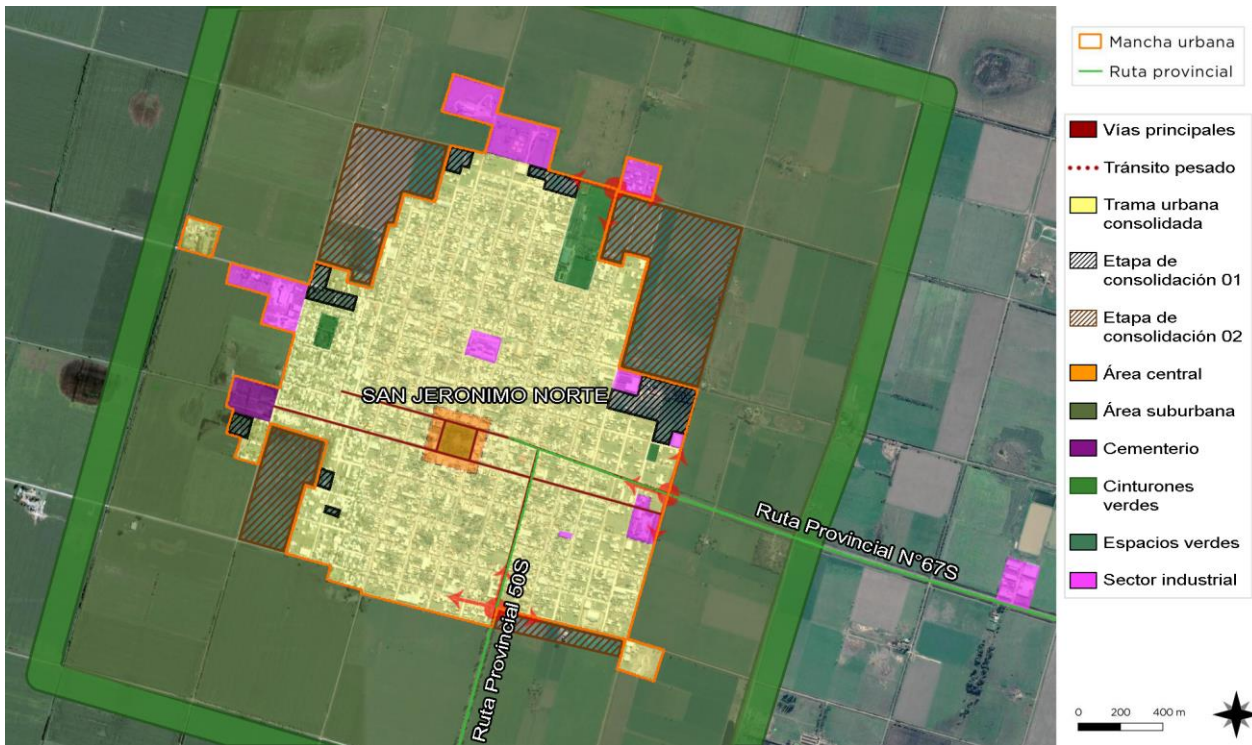 SAN JERONIMO NORTE
Ruta Provincial N°67S
Ruta Provincial 50S
Mancha urbana
Ruta provincial
Vías principales
Tránsito pesado
Trama urbana
consolidada
Etapa de
consolidación 01
Etapa de
consolidación 02
Área central
Área suburbana
Cementerio
Cinturones
verdes
Espacios verdes
Sector industrial
0 200 400 m